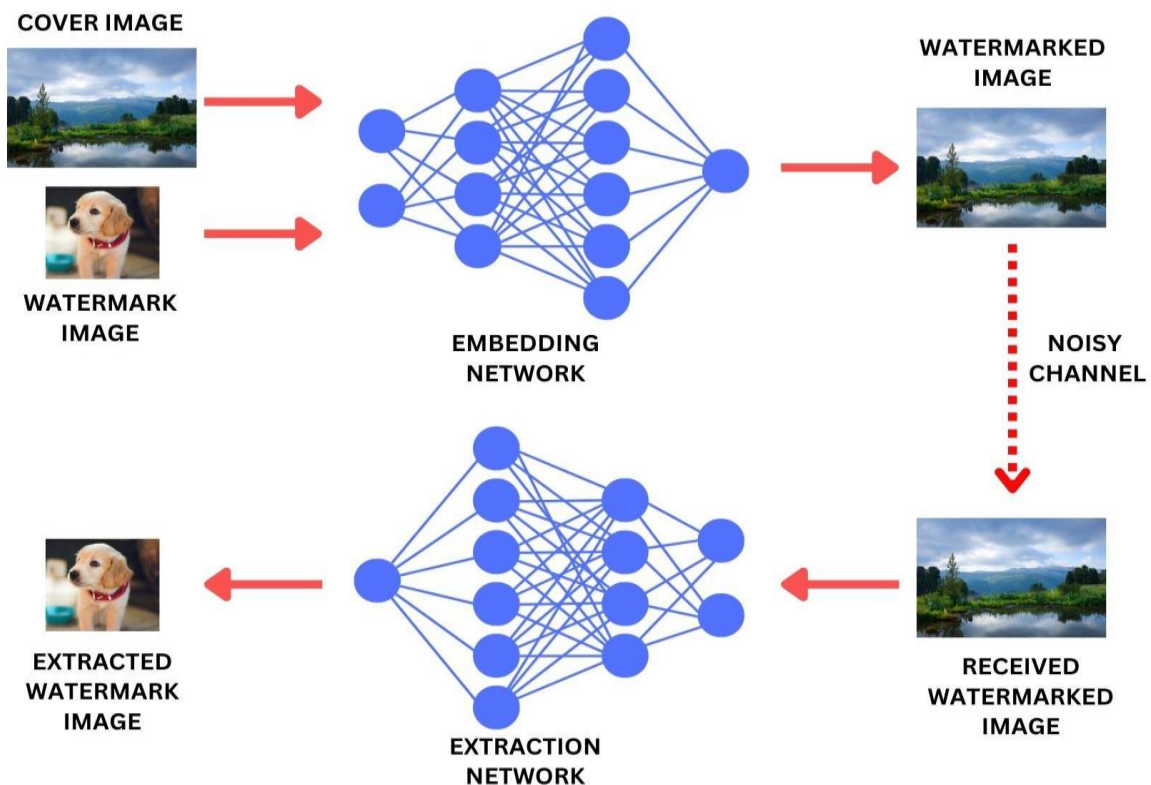 COVER IMAGE
WATERMARK
IMAGE
EMBEDDING
NETWORK
WATERMARKED
IMAGE
NOISY
CHANNEL
RECEIVED
WATERMARKED
IMAGE
EXTRACTION
NETWORK
EXTRACTED
WATERMARK
IMAGE